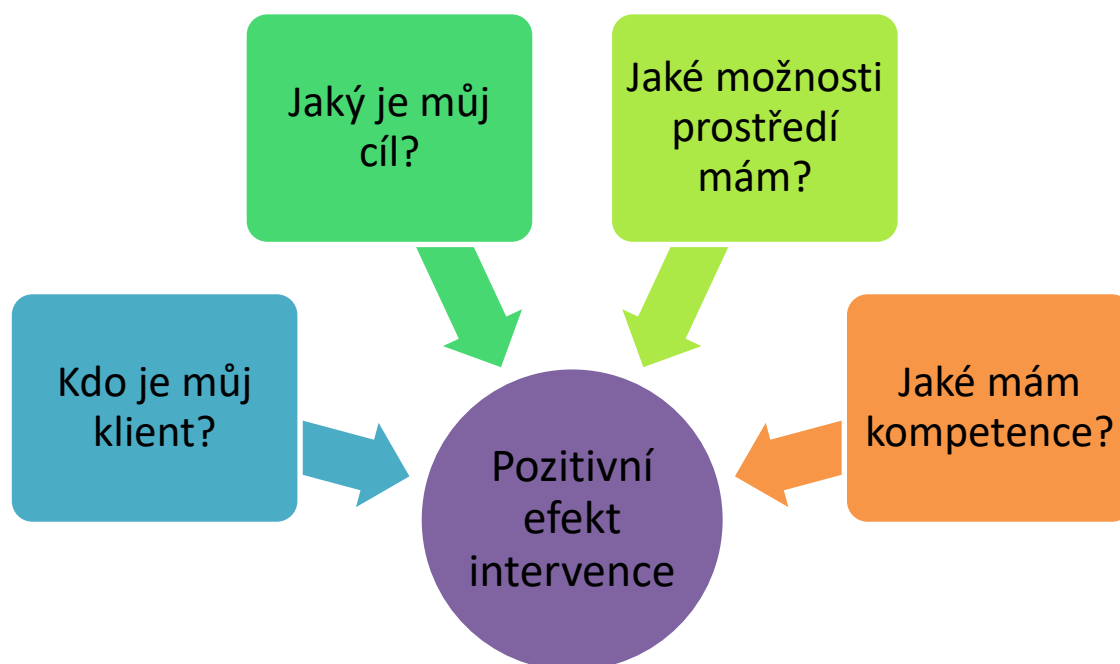 Jaký je můj
cíl?
Jaké možnosti
prostředí
mám?
Kdo je můj
klient?
Jaké mám
kompetence?
Pozitivní
efekt
intervence